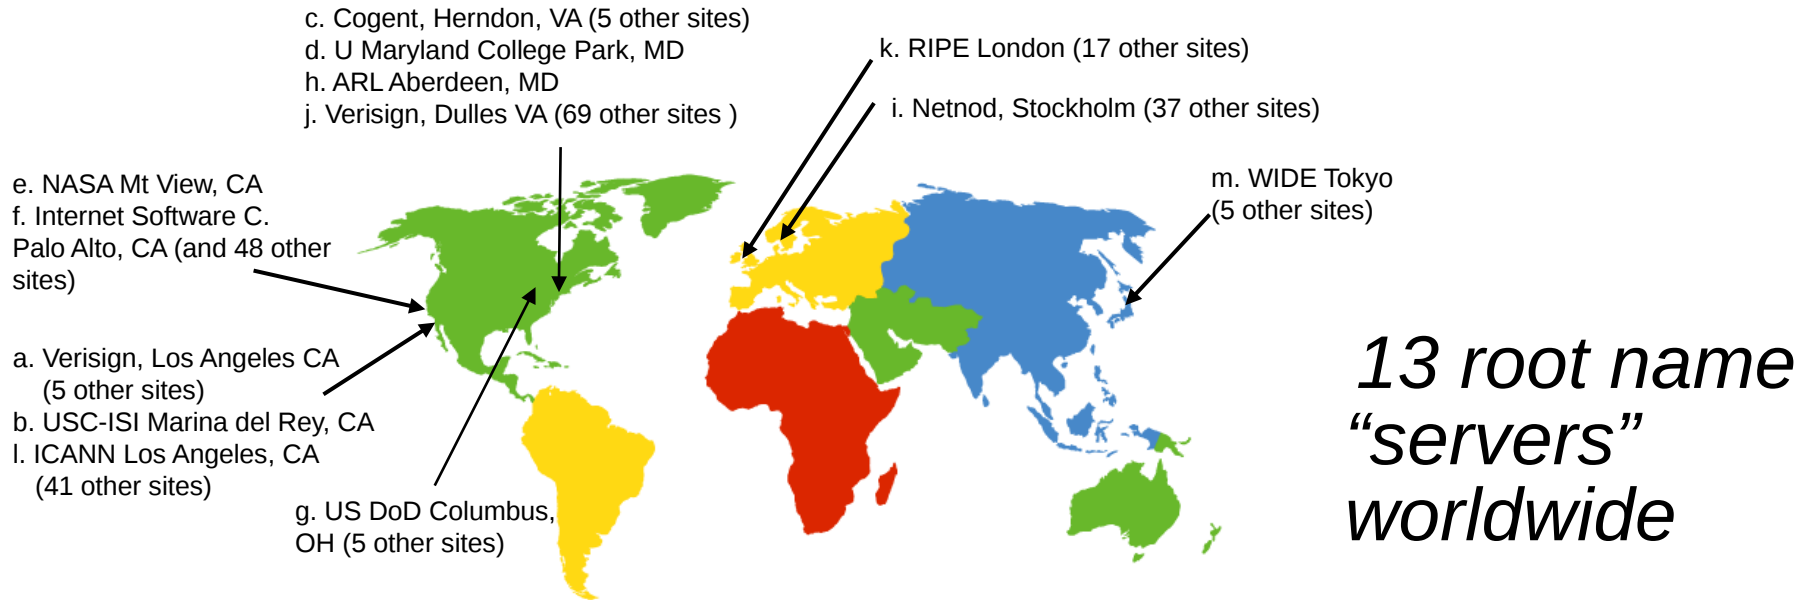 c. Cogent, Herndon, VA (5 other sites)
d. U Maryland College Park, MD
h. ARL Aberdeen, MD
j. Verisign, Dulles VA (69 other sites )
k. RIPE London (17 other sites)
i. Netnod, Stockholm (37 other sites)
m. WIDE Tokyo
(5 other sites)
e. NASA Mt View, CA
f. Internet Software C.
Palo Alto, CA (and 48 other
sites)
a. Verisign, Los Angeles CA
(5 other sites)
b. USC-ISI Marina del Rey, CA
l. ICANN Los Angeles, CA
(41 other sites)
g. US DoD Columbus,
OH (5 other sites)
13 root name
“servers”
worldwide